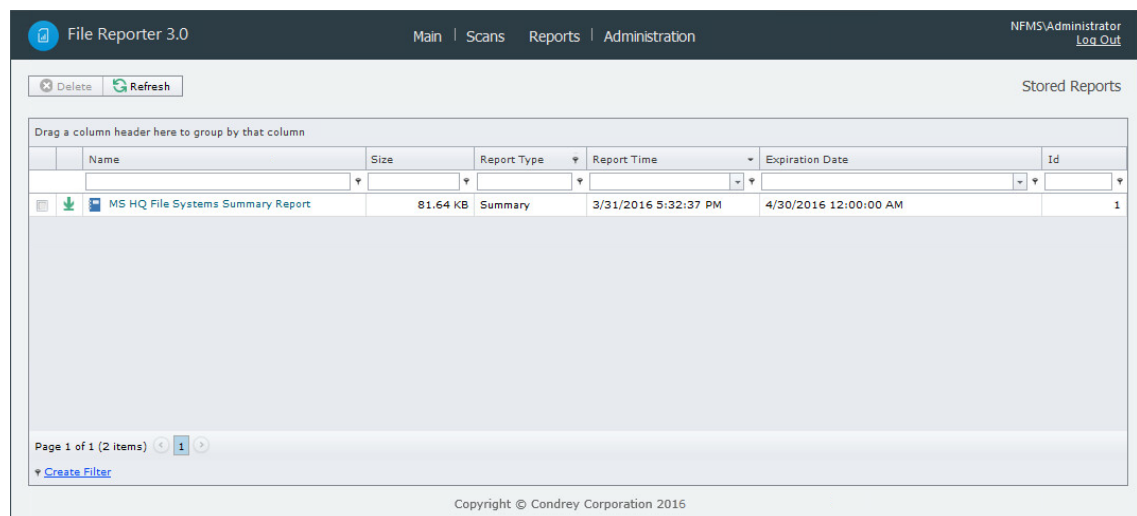 File Reporter 3.0
Main | Scans Reports | Administration
NFMS\Administrator
Log Out
Delete Refresh
Stored Reports
Drag a column header here to group by that column
Name Size Report Type Report Time Expiration Date Id
MS HQ File Systems Summary Report 81.64 KB Summary 3/31/2016 5:32:37 PM 4/30/2016 12:00:00 AM 1
Page 1 of 1 (2 items) 1
Create Filter
Copyright © Condrey Corporation 2016